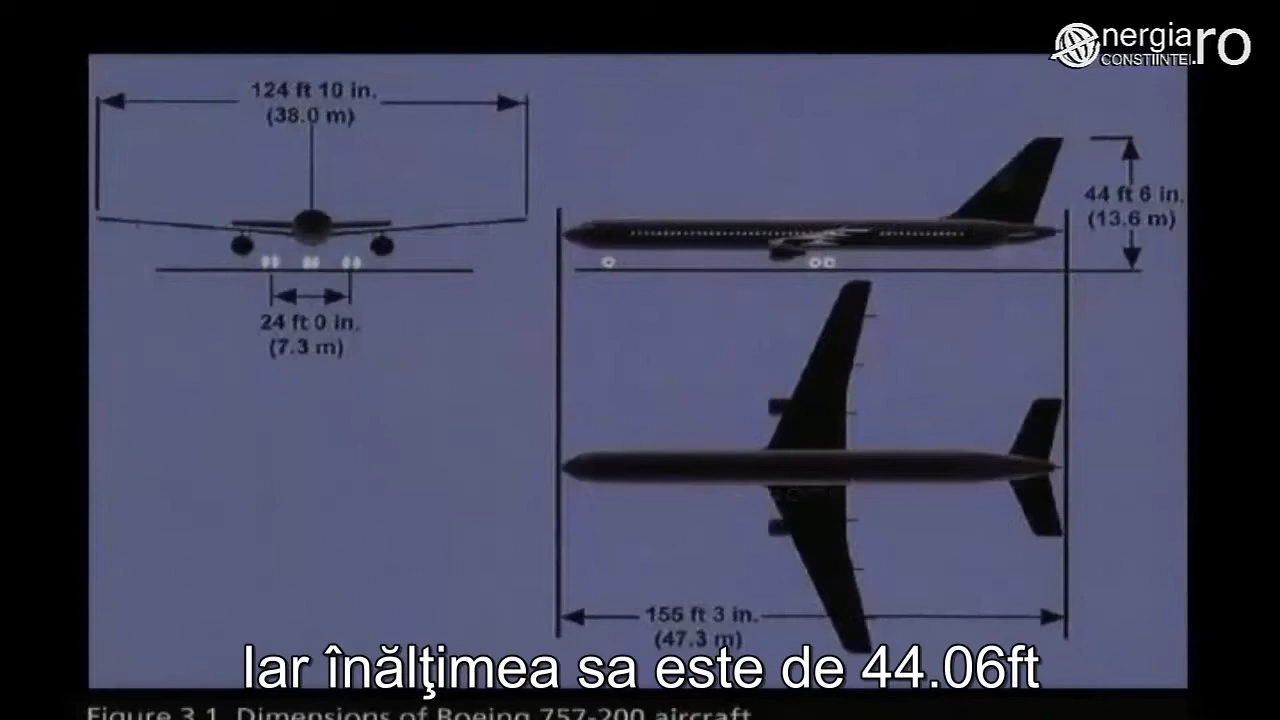 nergia
CONSTIINTEI.ro
124 ft 10 in.
(38.0 m)
44 ft 6 in.
(13.6 m)
24 ft 0 in.
(7.3 m)
155 ft 3 in.
(47.3 m)
Iar înălţimea sa este de 44.06ft
Figure 3.1 Dimensions of Boeing 757-200 aircraft